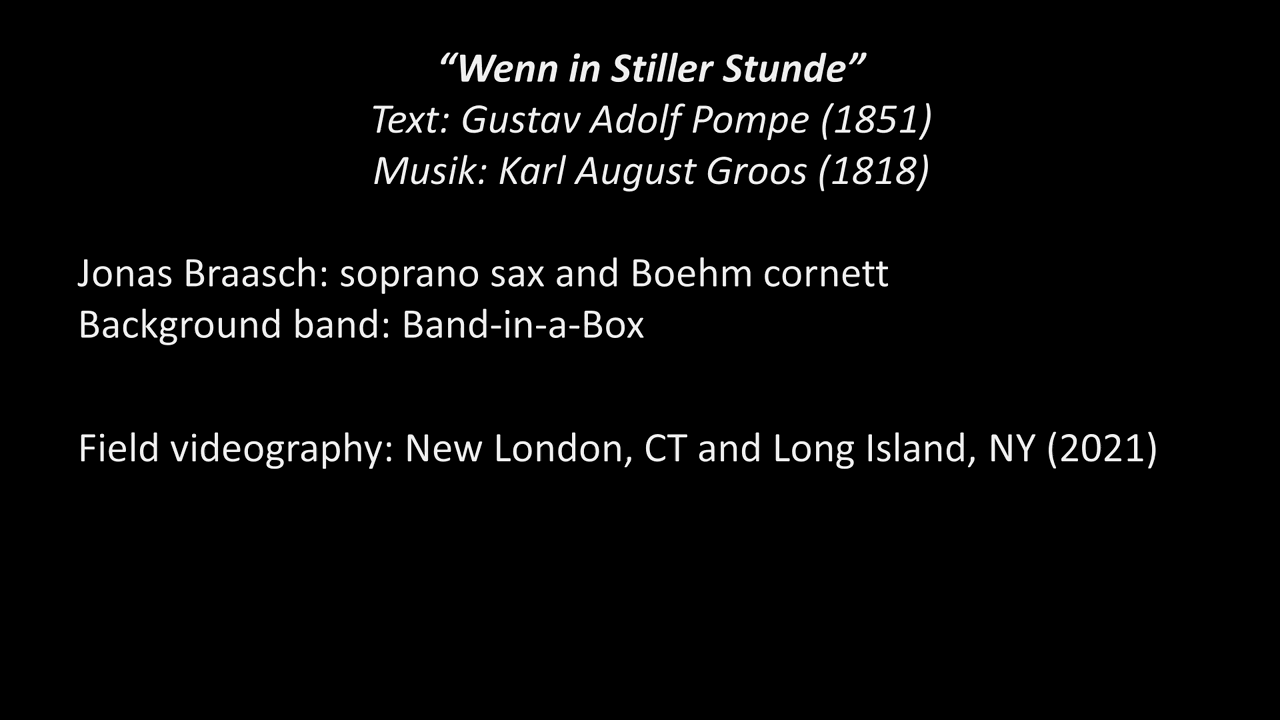 “Wenn in Stiller Stunde”
Text: Gustav Adolf Pompe (1851)
Musik: Karl August Groos (1818)
Jonas Braasch: soprano sax and Boehm cornett
Background band: Band-in-a-Box
Field videography: New London, CT and Long Island, NY (2021)